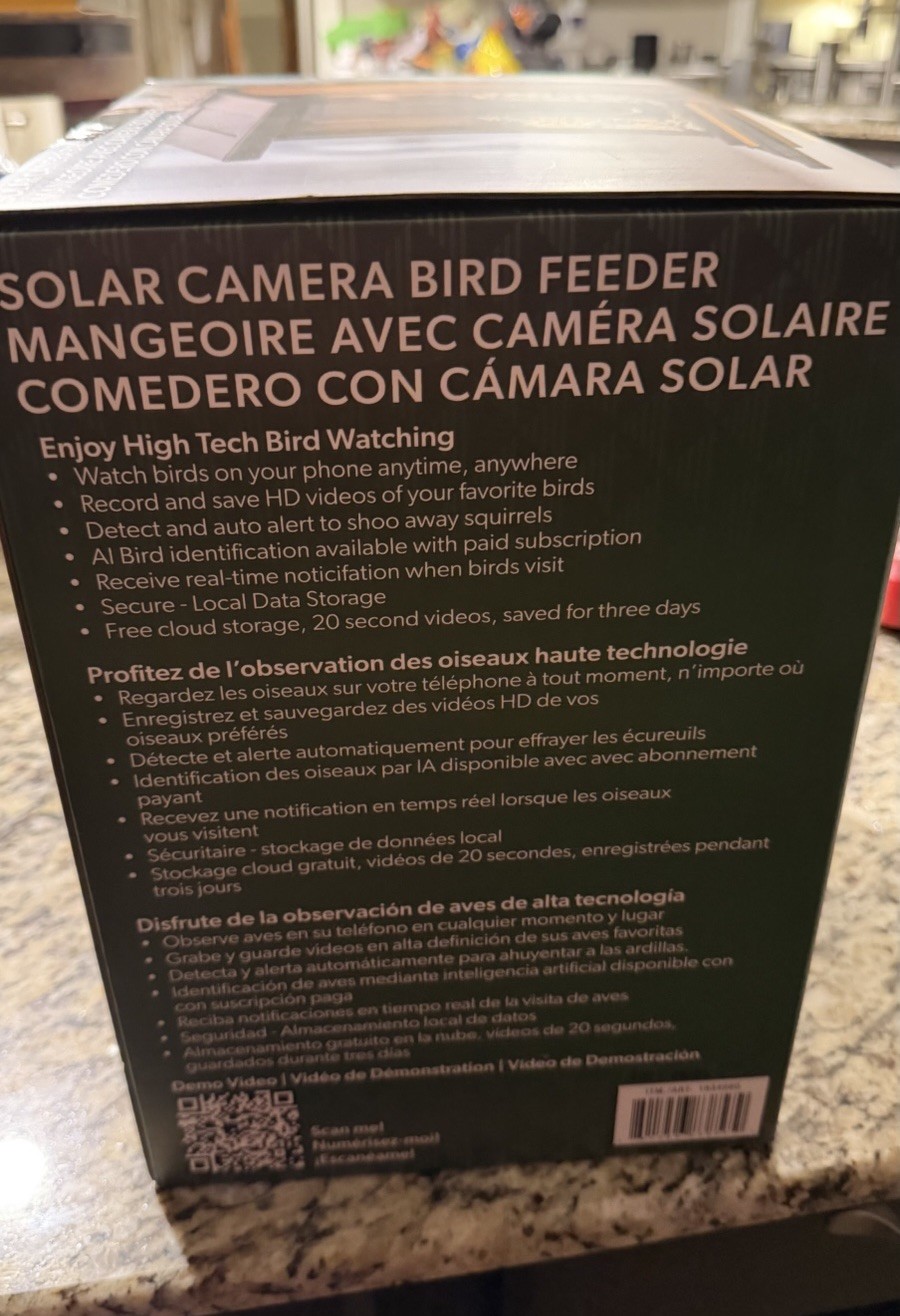 SOLAR CAMERA BIRD FEEDER
MANGEOIRE AVEC CAMÉRA SOLAIRE
COMEDERO CON CÁMARA SOLAR
Enjoy High Tech Bird Watching
• Watch birds on your phone anytime, anywhere
• Record and save HD videos of your favorite birds
• Detect and auto alert to shoo away squirrels
• AI Bird identification available with paid subscription
• Receive real-time noticifation when birds visit
• Secure - Local Data Storage
• Free cloud storage, 20 second videos, saved for three days
Profitez de l'observation des oiseaux haute technologie
• Regardez les oiseaux sur votre téléphone à tout moment, n'importe où
• Enregistrez et sauvegardez des vidéos HD de vos
oiseaux préférés
• Détecte et alerte automatiquement pour effrayer les écureuils
• Identification des oiseaux par IA disponible avec avec abonnement
payant
• Recevez une notification en temps réel lorsque les oiseaux
vous visitent
• Sécuritaire - stockage de données local
• Stockage cloud gratuit, vidéos de 20 secondes, enregistrées pendant
trois jours
Disfrute de la observación de aves de alta tecnología
• Observe aves en su teléfono en cualquier momento y lugar
• Grabe y guarde videos en alta definición de sus aves favoritas
• Detecta y alerta automáticamente para ahuyentar a las ardillas.
• Identificación de aves mediante inteligencia artificial disponible con
con suscripción paga
• Reciba notificaciones en tiempo real de la visita de aves
• Seguridad - Almacenamiento local de datos
• Almacenamiento gratuito en la nube, videos de 20 segundos,
guardados durante tres días
Demo Video | Vidéo de Démonstration | Video de Demostración
Scan me!
Numérisez-moi!
¡Escanéame!